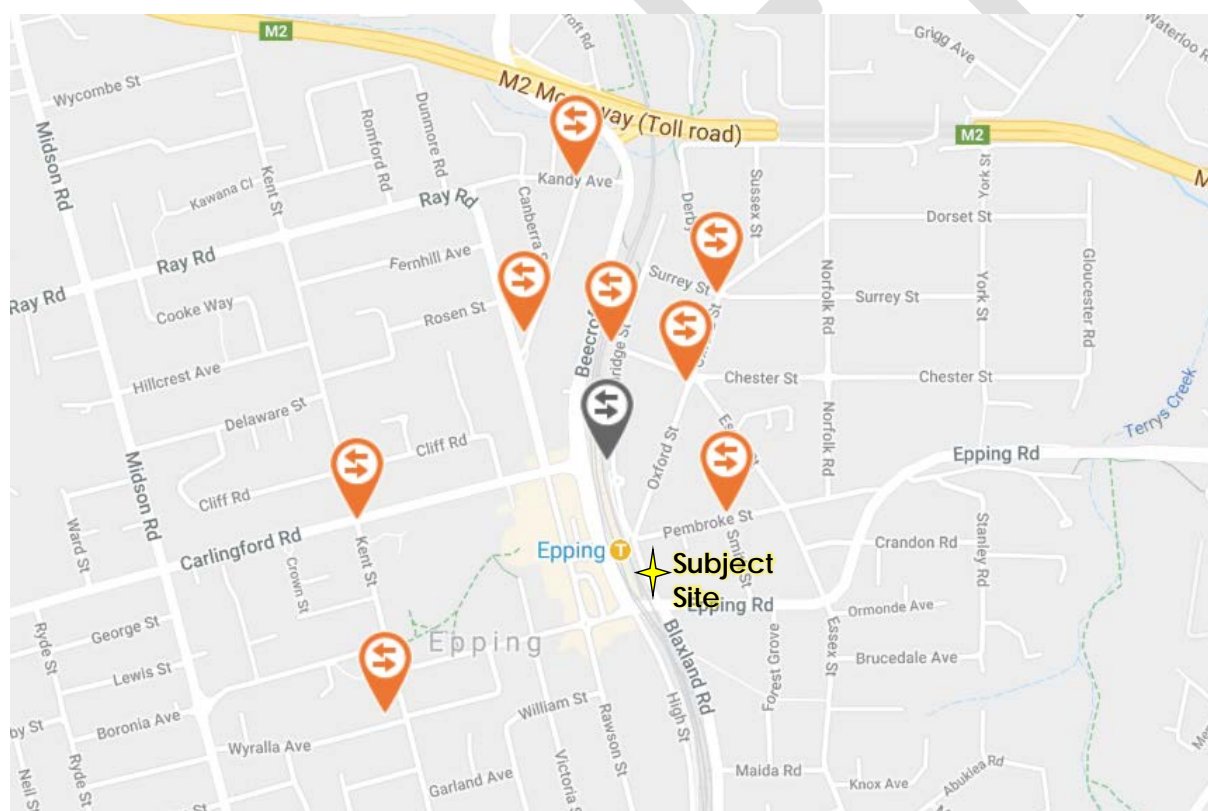 M2
Grigg Ave
Wycombe St
M2
way (Toll road)
M2
Midson Rd
Romford Rd
Dunmore Rd
Kent St
Kawana Cl
Ray Rd
Kandy Ave
Sussex St
York St
Dorset St
Ray Rd
Fernhill Ave
Surrey St
Surrey St
Norfolk Rd
York St
Gloucester Rd
Ray Rd
Cooke Way
Rosen St
Hillcrest Ave
Chester St
Chester St
Delaware St
Norfolk Rd
Terrys Creek
Cliff Rd
Oxford St
Epping Rd
Midson Rd
Cliff Rd
Ward St
Carlingford Rd
Pembroke St
Stanley Rd
Epping
T
Crandon Rd
Subject
Site
Kent St
Crown St
Epping Rd
Ormonde Ave
George St
Blaxland Rd
Essex St
Ryde St
Epping
Brucedale Ave
Lewis St
Forest Grove
William St
High St
Boronia Ave
Rawson St
Wyralla Ave
Maida Rd
Garland Ave
Victoria St
Knox Ave
Abuklea Rd
Neil St
Ryde St